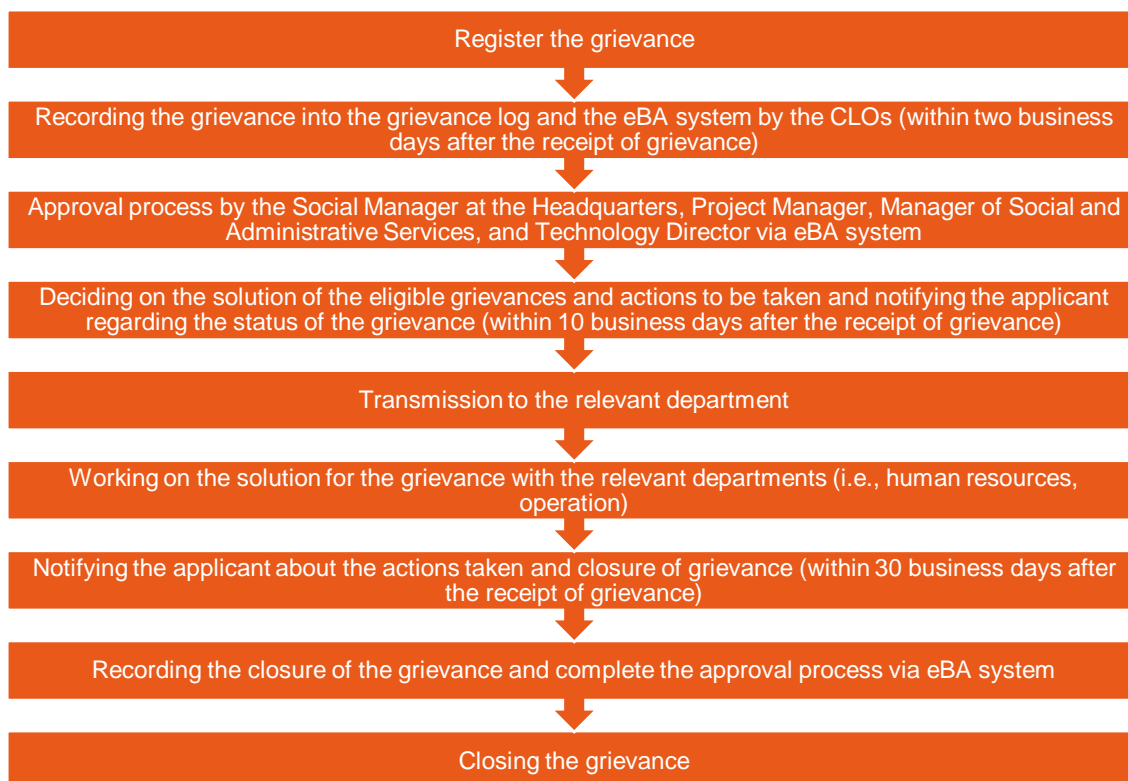 Register the grievance
Recording the grievance into the grievance log and the eBA system by the CLOs (within two business
days after the receipt of grievance)
Approval process by the Social Manager at the Headquarters, Project Manager, Manager of Social and
Administrative Services, and Technology Director via eBA system
Deciding on the solution of the eligible grievances and actions to be taken and notifying the applicant
regarding the status of the grievance (within 10 business days after the receipt of grievance)
Transmission to the relevant department
Working on the solution for the grievance with the relevant departments (i.e., human resources,
operation)
Notifying the applicant about the actions taken and closure of grievance (within 30 business days after
the receipt of grievance)
Recording the closure of the grievance and complete the approval process via eBA system
Closing the grievance